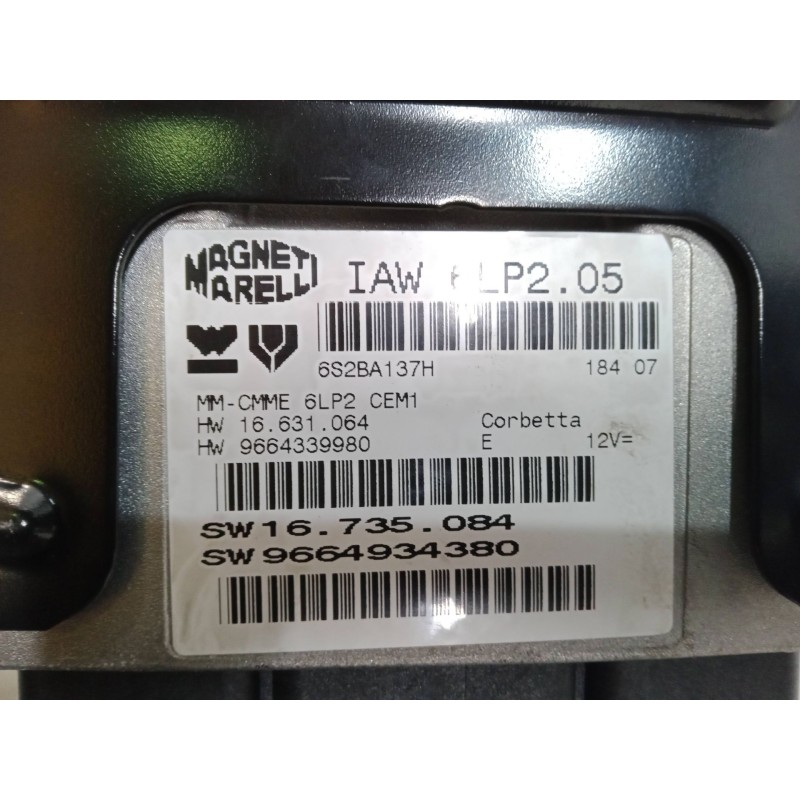 MAGNETI MARELLI
IAW 6LP2.05
6S2BA137H 184 07
MM-CMME 6LP2 CEM1
HW 16.631.064 Corbetta
HW 9664339980 E 12V=
SW16.735.084
SW9664934380